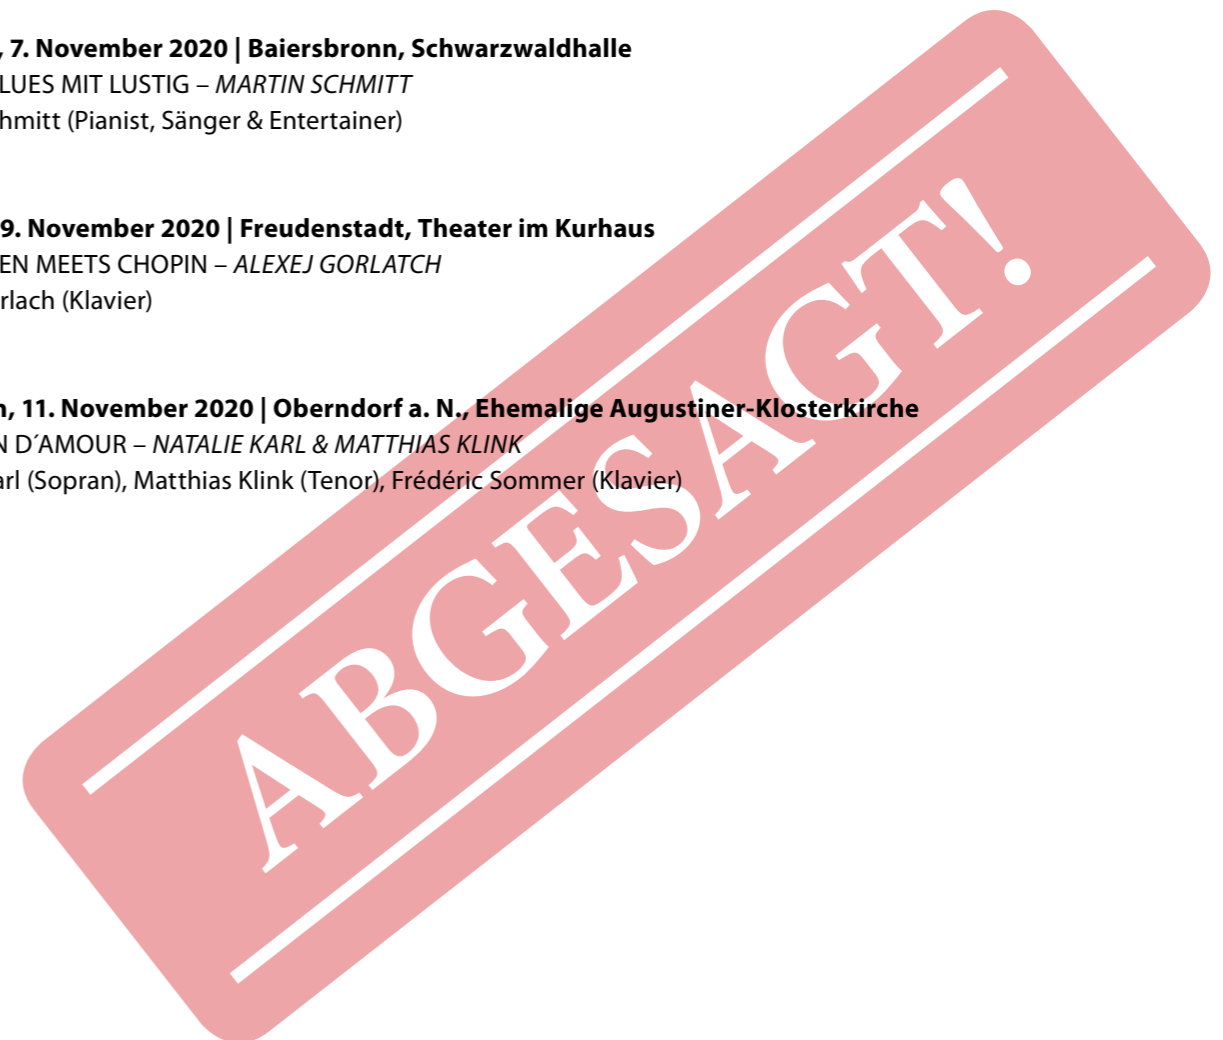 , 7. November 2020 | Baiersbronn, Schwarzwaldhalle
LUES MIT LUSTIG – MARTIN SCHMITT
hmitt (Pianist, Sänger & Entertainer)
9. November 2020 | Freudenstadt, Theater im Kurhaus
EN MEETS CHOPIN – ALEXEJ GORLATCH
rlach (Klavier)
n, 11. November 2020 | Oberndorf a. N., Ehemalige Augustiner-Klosterkirche
N D´AMOUR – NATALIE KARL & MATTHIAS KLINK
arl (Sopran), Matthias Klink (Tenor), Frédéric Sommer (Klavier)
ABGESAGT!